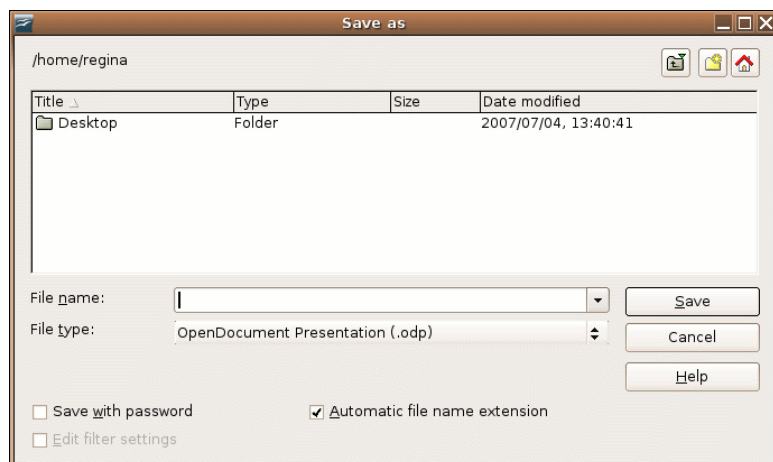 Save as
/home/regina
Title Type Size Date modified
Desktop Folder 2007/07/04, 13:40:41
File name: Save
File type: OpenDocument Presentation (.odp) Cancel
Help
Save with password Automatic file name extension
Edit filter settings